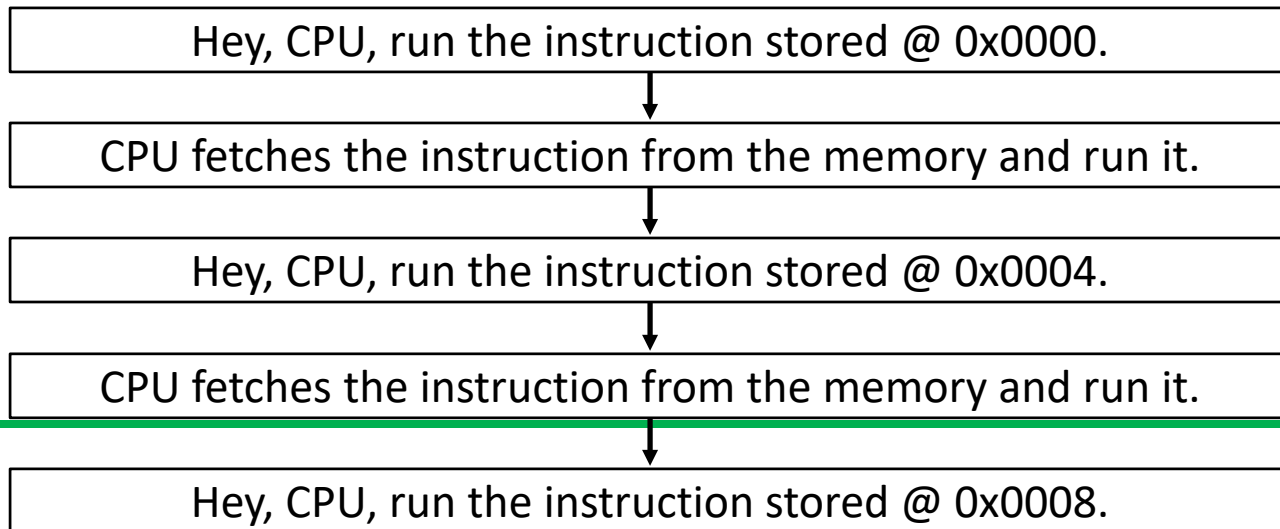 Hey, CPU, run the instruction stored @ 0x0000.
CPU fetches the instruction from the memory and run it.
Hey, CPU, run the instruction stored @ 0x0004.
CPU fetches the instruction from the memory and run it.
Hey, CPU, run the instruction stored @ 0x0008.